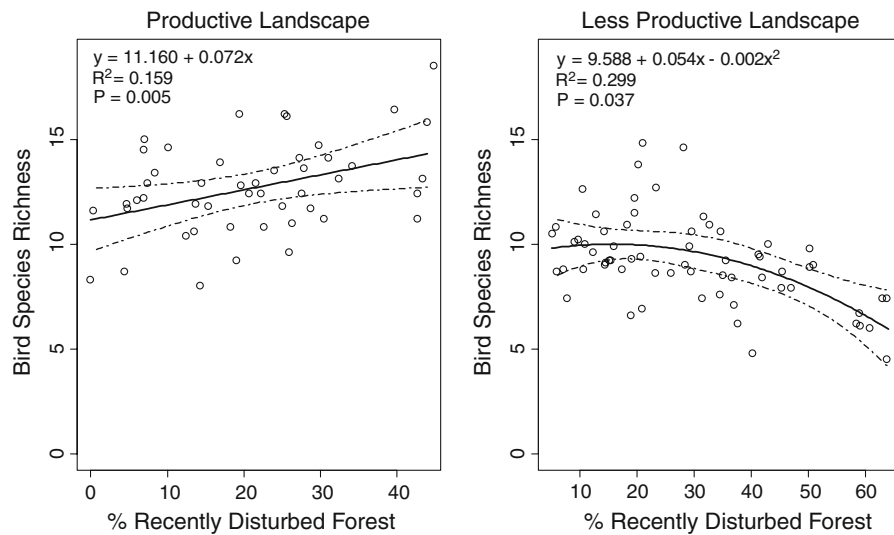 Productive Landscape
y = 11.160 + 0.072x
R² = 0.159
P = 0.005
Bird Species Richness
0 5 10 15
0 10 20 30 40
% Recently Disturbed Forest
Less Productive Landscape
y = 9.588 + 0.054x - 0.002x²
R² = 0.299
P = 0.037
Bird Species Richness
0 5 10 15
10 20 30 40 50 60
% Recently Disturbed Forest